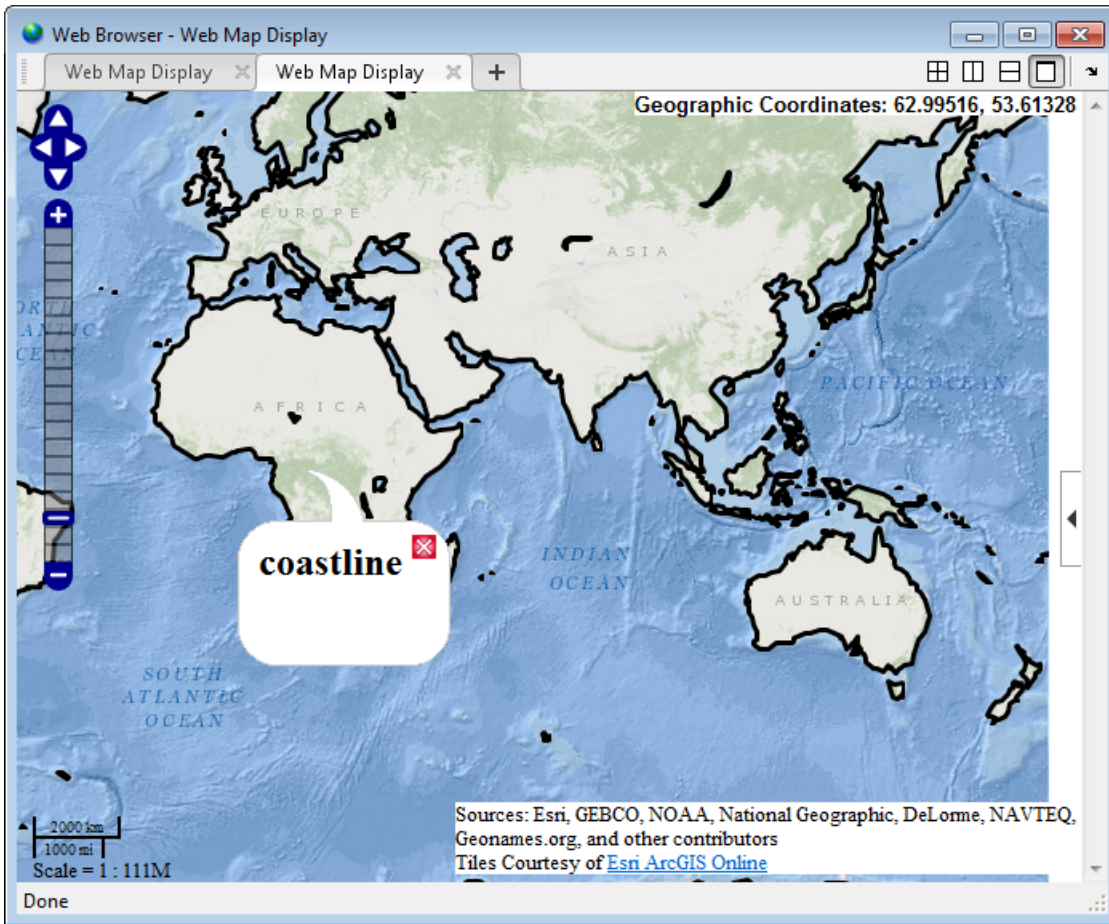 Web Browser - Web Map Display
Web Map Display
Web Map Display
Geographic Coordinates: 62.99516, 53.61328
EUROPE
ASIA
ANTIC
PACIFIC OCEAN
AFRICA
coastline
INDIAN
OCEAN
AUSTRALIA
SOUTH
ATLANTIC
OCEAN
2000 km
1000 mi
Scale = 1 : 111M
Sources: Esri, GEBCO, NOAA, National Geographic, DeLorme, NAVTEQ,
Geonames.org, and other contributors
Tiles Courtesy of Esri ArcGIS Online
Done